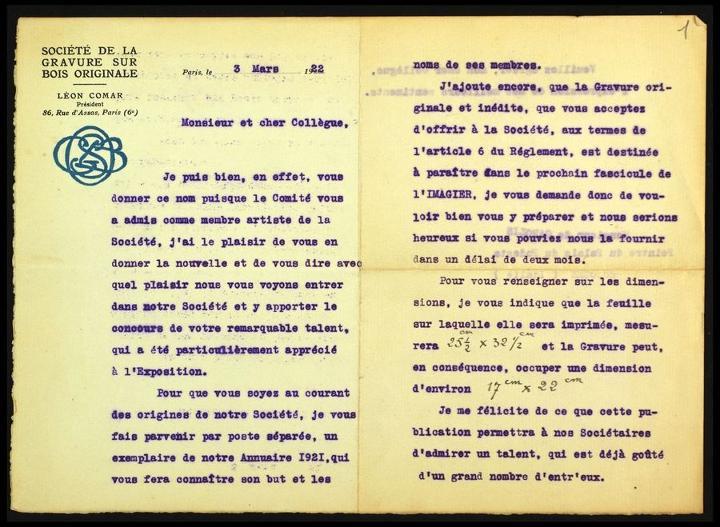 SOCIÉTÉ DE LA
GRAVURE SUR
BOIS ORIGINALE
LÉON COMAR
Président
86, Rue d'Assas, Paris (6e)
Paris, le 3 Mars 1922
Monsieur et cher Collègue,
Je puis bien, en effet, vous
donner ce nom puisque le Comité vous
a admis comme membre artiste de la
Société, j'ai le plaisir de vous en
donner la nouvelle et de vous dire avec
quel plaisir nous vous voyons entrer
dans notre Société et y apporter le
concours de votre remarquable talent,
qui a été particulièrement apprécié
à l'Exposition.
Pour que vous soyez au courant
des origines de notre Société, je vous
fais parvenir par poste séparée, un
exemplaire de notre Annuaire I92I,qui
vous fera connaître son but et les
1
noms de ses membres.
J'ajoute encore, que la Gravure ori-
ginale et inédite, que vous acceptez
d'offrir à la Société, aux termes de
l'article 6 du Réglement, est destinée
à paraître dans le prochain fascicule de
l'IMAGIER, je vous demande donc de vou-
loir bien vous y préparer et nous serions
heureux si vous pouviez nous la fournir
dans un délai de deux mois.
Pour vous renseigner sur les dimen-
sions, je vous indique que la feuille
sur laquelle elle sera imprimée, mesu-
rera 25 cm 1/2 x 32 1/2 cm et la Gravure peut,
en conséquence, occuper une dimension
d'environ 17 cm x 22 cm
Je me félicite de ce que cette pu-
blication permettra à nos Sociétaires
d'admirer un talent, qui est déjà goûté
d'un grand nombre d'entr'eux.